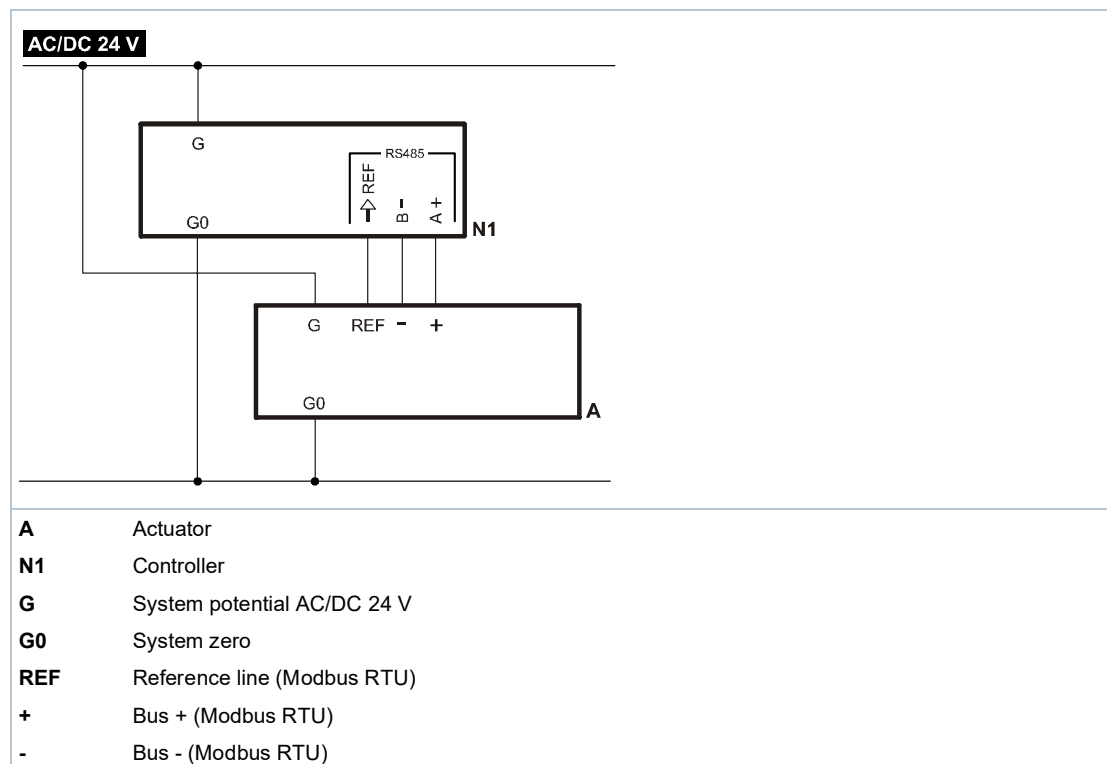 AC/DC 24 V
G
RS485
REF
B -
A +
G0
N1
G REF - +
G0
A
A Actuator
N1 Controller
G System potential AC/DC 24 V
G0 System zero
REF Reference line (Modbus RTU)
+ Bus + (Modbus RTU)
- Bus - (Modbus RTU)